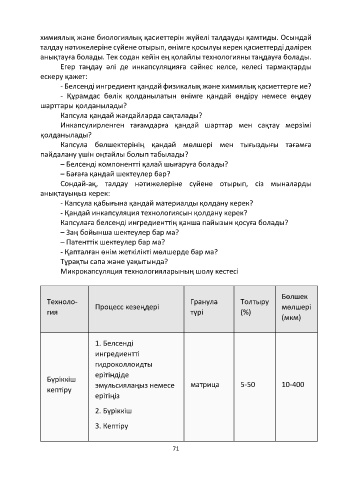 химиялық және биологиялық қасиеттерін жүйелі талдауды қамтиды. Осындай
талдау нәтижелеріне сүйене отырып, өнімге қосылуы керек қасиеттерді дәлірек
анықтауға болады. Тек содан кейін ең қолайлы технологияны таңдауға болады.
Егер таңдау әлі де инкапсуляцияға сәйкес келсе, келесі тармақтарды
ескеру қажет:
- Белсенді ингредиент қандай физикалық және химиялық қасиеттерге ие?
- Құрамдас бөлік қолданылатын өнімге қандай өндіру немесе өңдеу
шарттары қолданылады?
Капсула қандай жағдайларда сақталады?
Инкапсулирленген тағамдарға қандай шарттар мен сақтау мерзімі
қолданылады?
Капсула бөлшектерінің қандай мөлшері мен тығыздығы тағамға
пайдалану үшін оңтайлы болып табылады?
– Белсенді компонентті қалай шығаруға болады?
– Бағаға қандай шектеулер бар?
Сондай-ақ, талдау нәтижелеріне сүйене отырып, сіз мыналарды
анықтауыңыз керек:
- Капсула қабығына қандай материалды қолдану керек?
- Қандай инкапсуляция технологиясын қолдану керек?
Капсулаға белсенді ингредиенттің қанша пайызын қосуға болады?
– Заң бойынша шектеулер бар ма?
– Патенттік шектеулер бар ма?
- Қапталған өнім жеткілікті мөлшерде бар ма?
Тұрақты сапа және уақытында?
Микрокапсуляция технологияларының шолу кестесі
Техноло-
гия
Процесс кезеңдері
Гранула
түрі
Толтыру
(%)
Бөлшек
мөлшері
(мкм)
Бүріккіш
кептіру
1. Белсенді
ингредиентті
гидроколлоидты
ерітіндіде
эмульсиялаңыз немесе
ерітіңіз
2. Бүріккіш
3. Кептіру
матрица
5-50
10-400
71